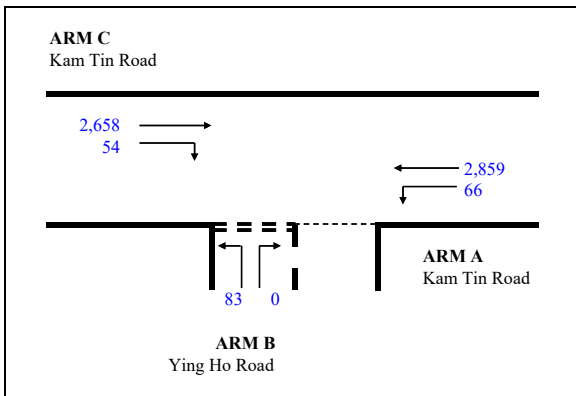 ARM C
Kam Tin Road
2,658
54
2,859
66
ARM A
Kam Tin Road
83 0
ARM B
Ying Ho Road